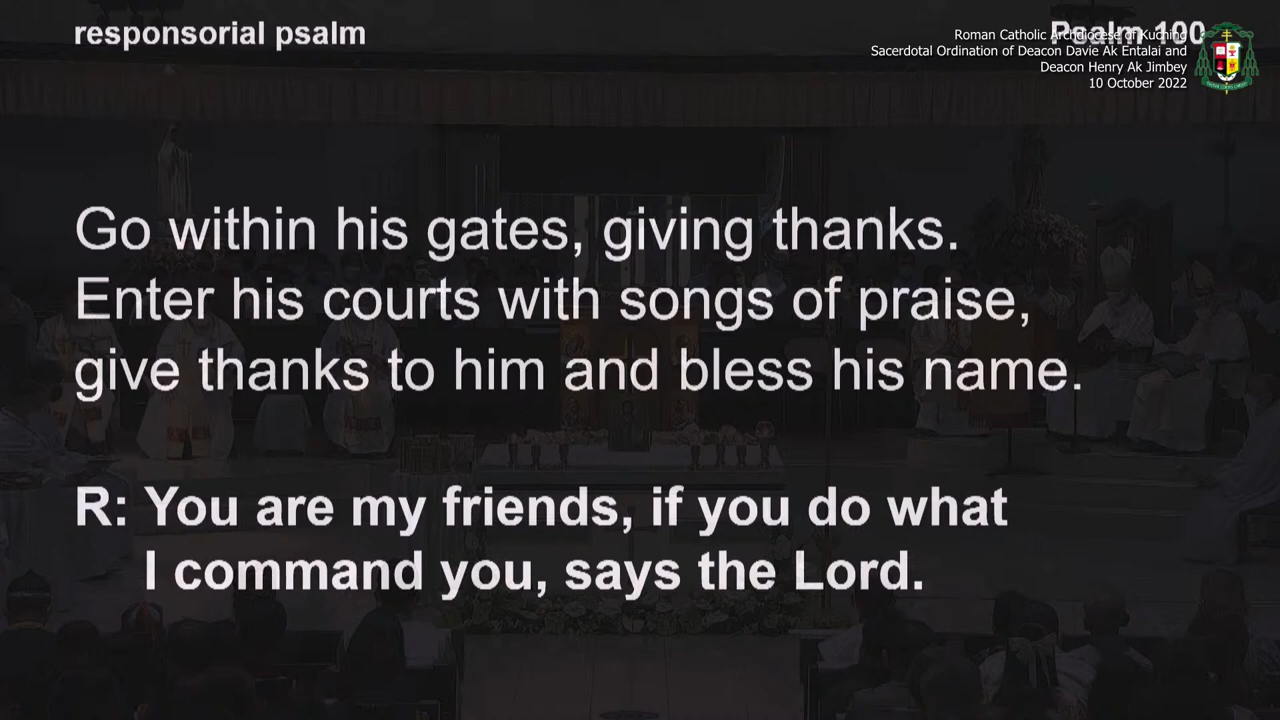 responsorial psalm
Psalm 100
Roman Catholic Archdiocese of Kuching
Sacerdotal Ordination of Deacon Davie Ak Entalai and
Deacon Henry Ak Jimbey
10 October 2022
Go within his gates, giving thanks.
Enter his courts with songs of praise,
give thanks to him and bless his name.
R: You are my friends, if you do what
I command you, says the Lord.